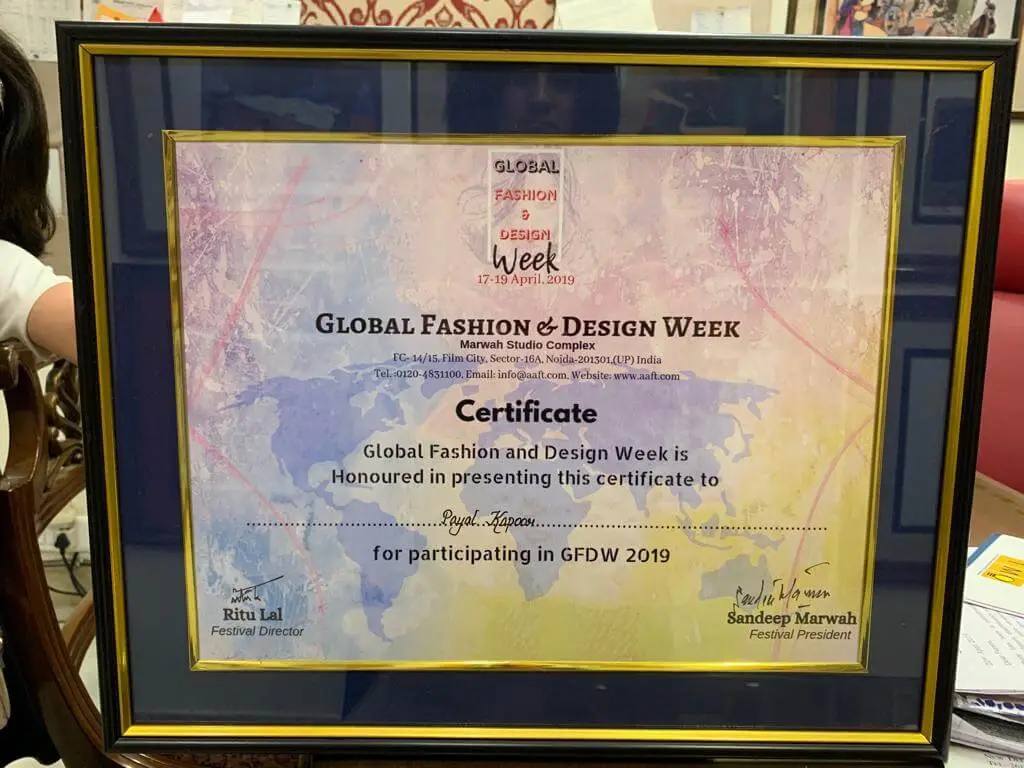 GLOBAL
FASHION
&
DESIGN
Week
17-19 April, 2019
GLOBAL FASHION & DESIGN WEEK
Marwah Studio Complex
FC- 14/15, Film City, Sector-16A, Noida-201301,(UP) India
Tel.:0120-4831100, Email: info@aaft.com, Website: www.aaft.com
Certificate
Global Fashion and Design Week is
Honoured in presenting this certificate to
Payal Kapoor
for participating in GFDW 2019
Ritu Lal
Festival Director
Sandeep Marwah
Festival President